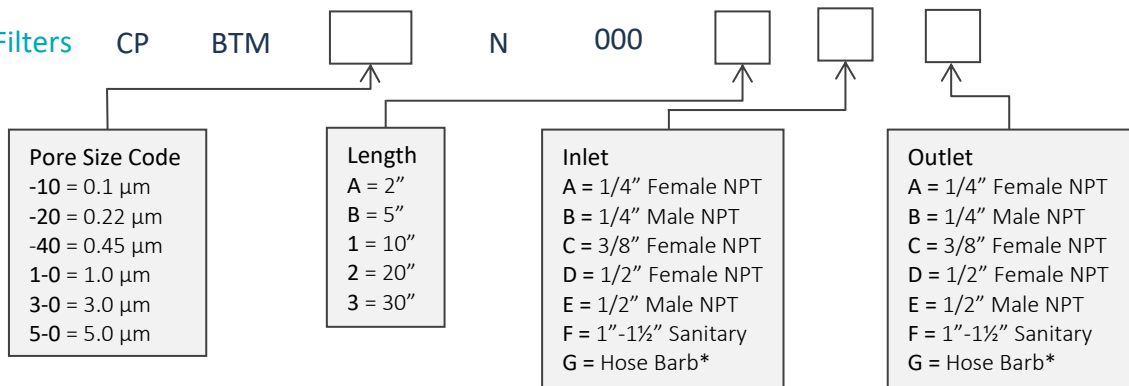 Filters CP BTM N 000
Pore Size Code
-10 = 0.1 µm
-20 = 0.22 µm
-40 = 0.45 µm
1-0 = 1.0 µm
3-0 = 3.0 µm
5-0 = 5.0 µm
Length
A = 2”
B = 5”
1 = 10”
2 = 20”
3 = 30”
Inlet
A = 1/4” Female NPT
B = 1/4” Male NPT
C = 3/8” Female NPT
D = 1/2” Female NPT
E = 1/2” Male NPT
F = 1”-1½” Sanitary
G = Hose Barb*
Outlet
A = 1/4” Female NPT
B = 1/4” Male NPT
C = 3/8” Female NPT
D = 1/2” Female NPT
E = 1/2” Male NPT
F = 1”-1½” Sanitary
G = Hose Barb*